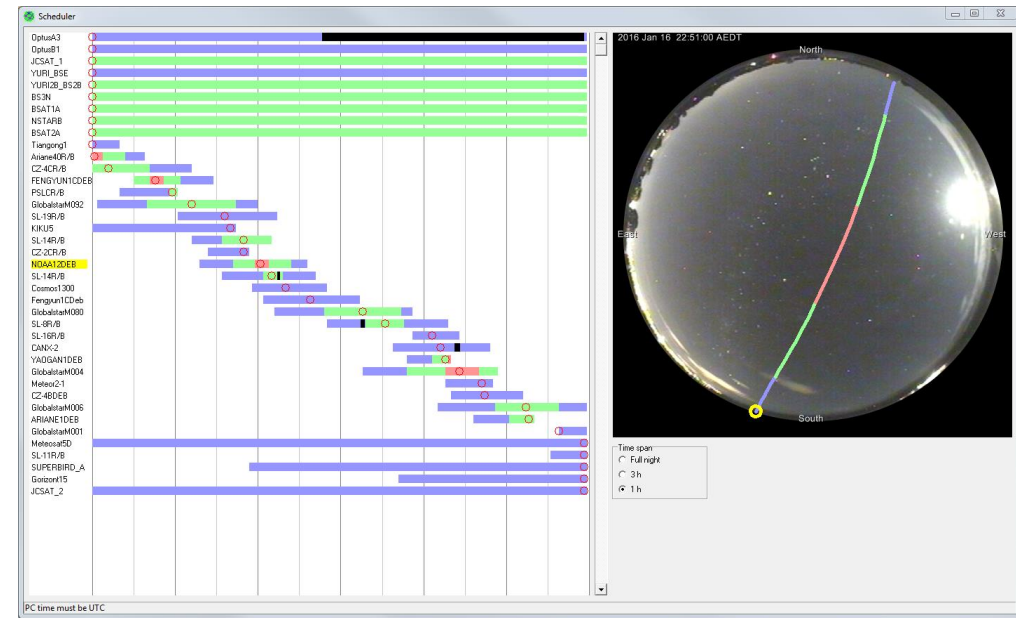 Scheduler
OptusA3
OptusB1
JCSAT_1
YURI_BSE
YURI2B_BS2B
BS3N
BSAT1A
NSTARB
BSAT2A
Tiangong1
Ariane40R/B
CZ-4CR/B
FENGYUN1CDEB
PSLCR/B
GlobalstarM092
SL-19R/B
KIKU5
SL-14R/B
CZ-2CR/B
NOAA12DEB
SL-14R/B
Cosmos1300
Fengyun1CDeb
GlobalstarM080
SL-8R/B
SL-16R/B
CANX-2
YAOGAN1DEB
GlobalstarM004
Meteor2-1
CZ-4BDEB
GlobalstarM006
ARIANE1DEB
GlobalstarM001
Meteosat5D
SL-11R/B
SUPERBIRD_A
Gorizont15
JCSAT_2
2016 Jan 16 22:51:00 AEDT
North
East
West
South
Time span
Full night
3 h
1 h
PC time must be UTC